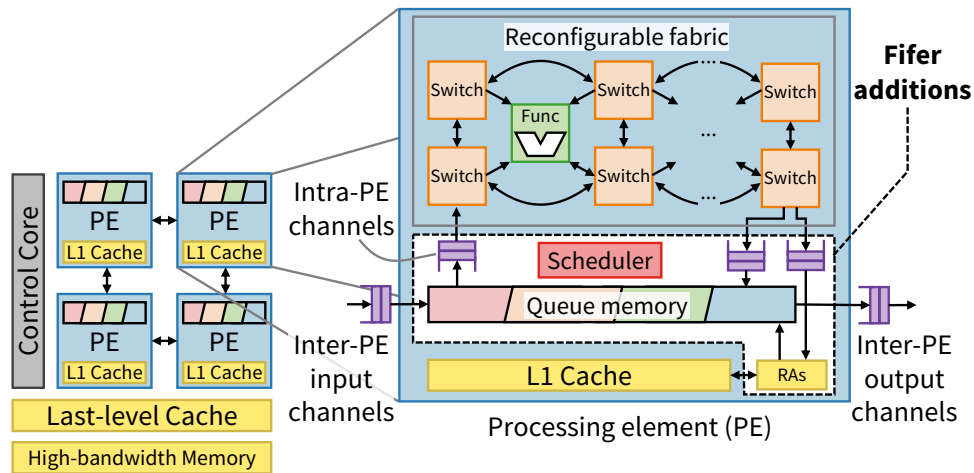 Control Core
PE
L1 Cache
PE
L1 Cache
PE
L1 Cache
PE
L1 Cache
Last-level Cache
High-bandwidth Memory
Reconfigurable fabric
Switch
Switch
...
Switch
Func
...
Switch
Switch
...
Switch
Fifer
additions
Intra-PE
channels
Scheduler
Queue memory
Inter-PE
input
channels
L1 Cache
RAs
Inter-PE
output
channels
Processing element (PE)